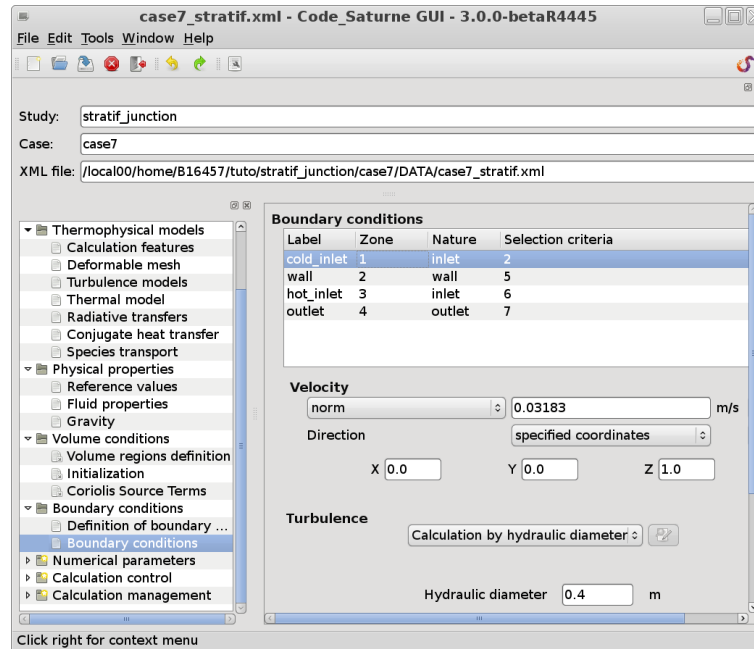 case7_stratif.xml - Code_Saturne GUI - 3.0.0-betaR4445
File Edit Tools Window Help
Study: stratif_junction
Case: case7
XML file: /local00/home/B16457/tuto/stratif_junction/case7/DATA/case7_stratif.xml
Thermophysical models
Calculation features
Deformable mesh
Turbulence models
Thermal model
Radiative transfers
Conjugate heat transfer
Species transport
Physical properties
Reference values
Fluid properties
Gravity
Volume conditions
Volume regions definition
Initialization
Coriolis Source Terms
Boundary conditions
Definition of boundary ...
Boundary conditions
Numerical parameters
Calculation control
Calculation management
Boundary conditions
Label Zone Nature Selection criteria
cold_inlet 1 inlet 2
wall 2 wall 5
hot_inlet 3 inlet 6
outlet 4 outlet 7
Velocity
norm 0.03183 m/s
Direction specified coordinates
X 0.0 Y 0.0 Z 1.0
Turbulence
Calculation by hydraulic diameter
Hydraulic diameter 0.4 m
Click right for context menu